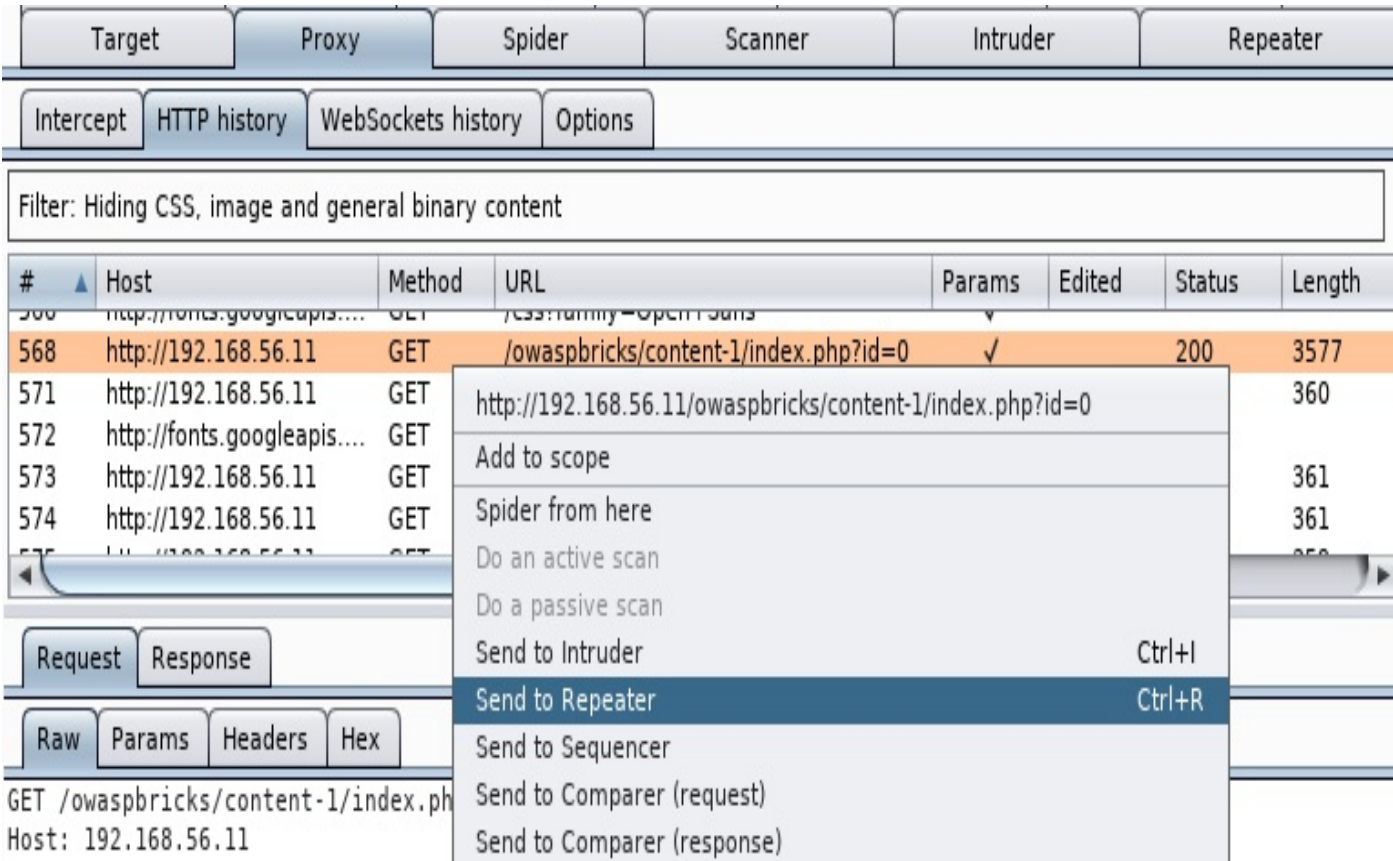 Target Proxy Spider Scanner Intruder Repeater
Intercept HTTP history WebSockets history Options
Filter: Hiding CSS, image and general binary content
# Host Method URL Params Edited Status Length
568 http://192.168.56.11 GET /owaspbricks/content-1/index.php?id=0 √ 200 3577
571 http://192.168.56.11 GET 360
572 http://fonts.googleapis.... GET
573 http://192.168.56.11 GET 361
574 http://192.168.56.11 GET 361
http://192.168.56.11/owaspbricks/content-1/index.php?id=0
Add to scope
Spider from here
Do an active scan
Do a passive scan
Send to Intruder Ctrl+I
Send to Repeater Ctrl+R
Send to Sequencer
Send to Comparer (request)
Send to Comparer (response)
Request Response
Raw Params Headers Hex
GET /owaspbricks/content-1/index.ph
Host: 192.168.56.11